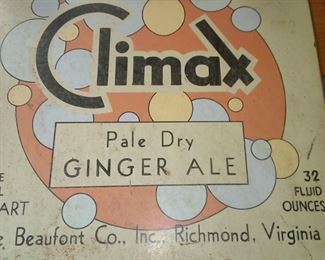 Climax
Pale Dry
GINGER ALE
32
FLUID
OUNCES
ART
Beaufont Co., Inc., Richmond, Virginia